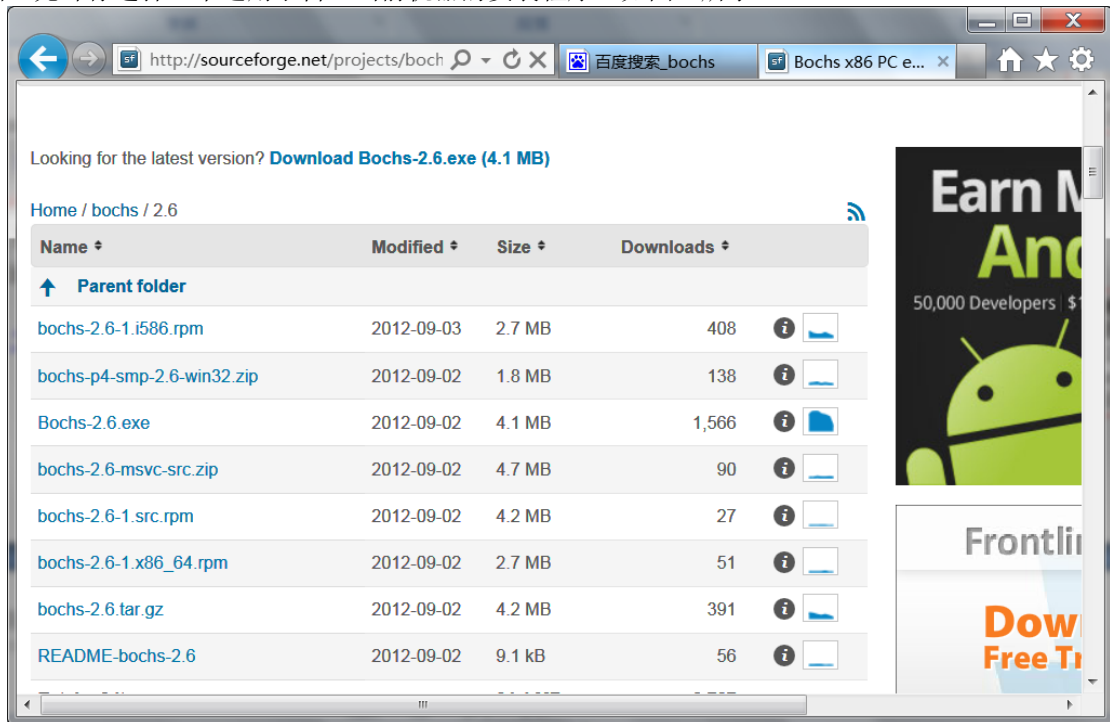 http://sourceforge.net/projects/boch
百度搜索_bochs
Bochs x86 PC e...
Looking for the latest version? Download Bochs-2.6.exe (4.1 MB)
Home / bochs / 2.6
Name Modified Size Downloads
Parent folder
bochs-2.6-1.i586.rpm 2012-09-03 2.7 MB 408
bochs-p4-smp-2.6-win32.zip 2012-09-02 1.8 MB 138
Bochs-2.6.exe 2012-09-02 4.1 MB 1,566
bochs-2.6-msvc-src.zip 2012-09-02 4.7 MB 90
bochs-2.6-1.src.rpm 2012-09-02 4.2 MB 27
bochs-2.6-1.x86_64.rpm 2012-09-02 2.7 MB 51
bochs-2.6.tar.gz 2012-09-02 4.2 MB 391
README-bochs-2.6 2012-09-02 9.1 kB 56
Earn M
And
50,000 Developers | $
Frontli
Dow
Free Tr